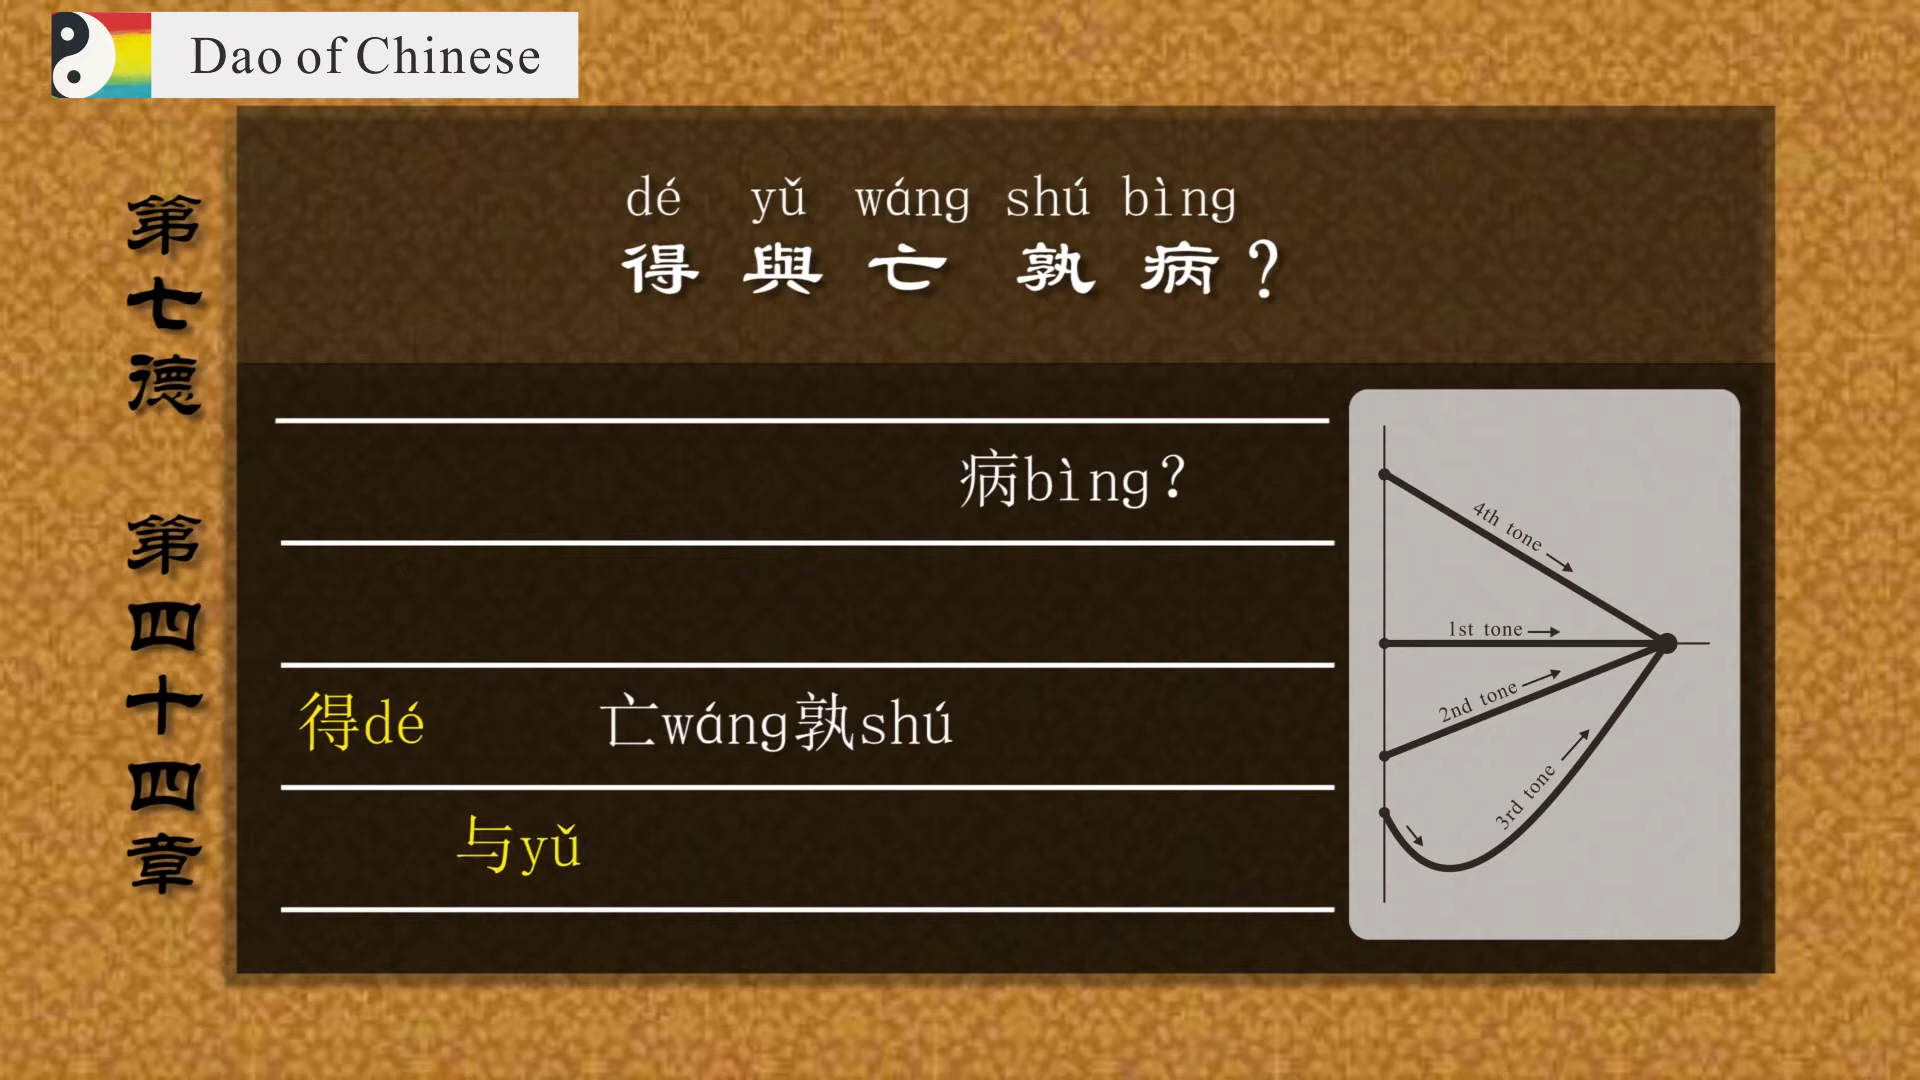 Dao of Chinese
第七德 第四十四章
dé yǔ wáng shú bìng
得與亡孰病?
病bìng?
得dé 亡wáng孰shú
与yǔ
4th tone
1st tone
2nd tone
3rd tone